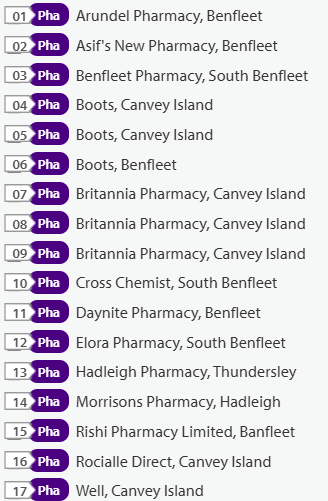 01 Pha Arundel Pharmacy, Benfleet
02 Pha Asif's New Pharmacy, Benfleet
03 Pha Benfleet Pharmacy, South Benfleet
04 Pha Boots, Canvey Island
05 Pha Boots, Canvey Island
06 Pha Boots, Benfleet
07 Pha Britannia Pharmacy, Canvey Island
08 Pha Britannia Pharmacy, Canvey Island
09 Pha Britannia Pharmacy, Canvey Island
10 Pha Cross Chemist, South Benfleet
11 Pha Daynite Pharmacy, Benfleet
12 Pha Elora Pharmacy, South Benfleet
13 Pha Hadleigh Pharmacy, Thundersley
14 Pha Morrisons Pharmacy, Hadleigh
15 Pha Rishi Pharmacy Limited, Banfleet
16 Pha Rocialle Direct, Canvey Island
17 Pha Well, Canvey Island